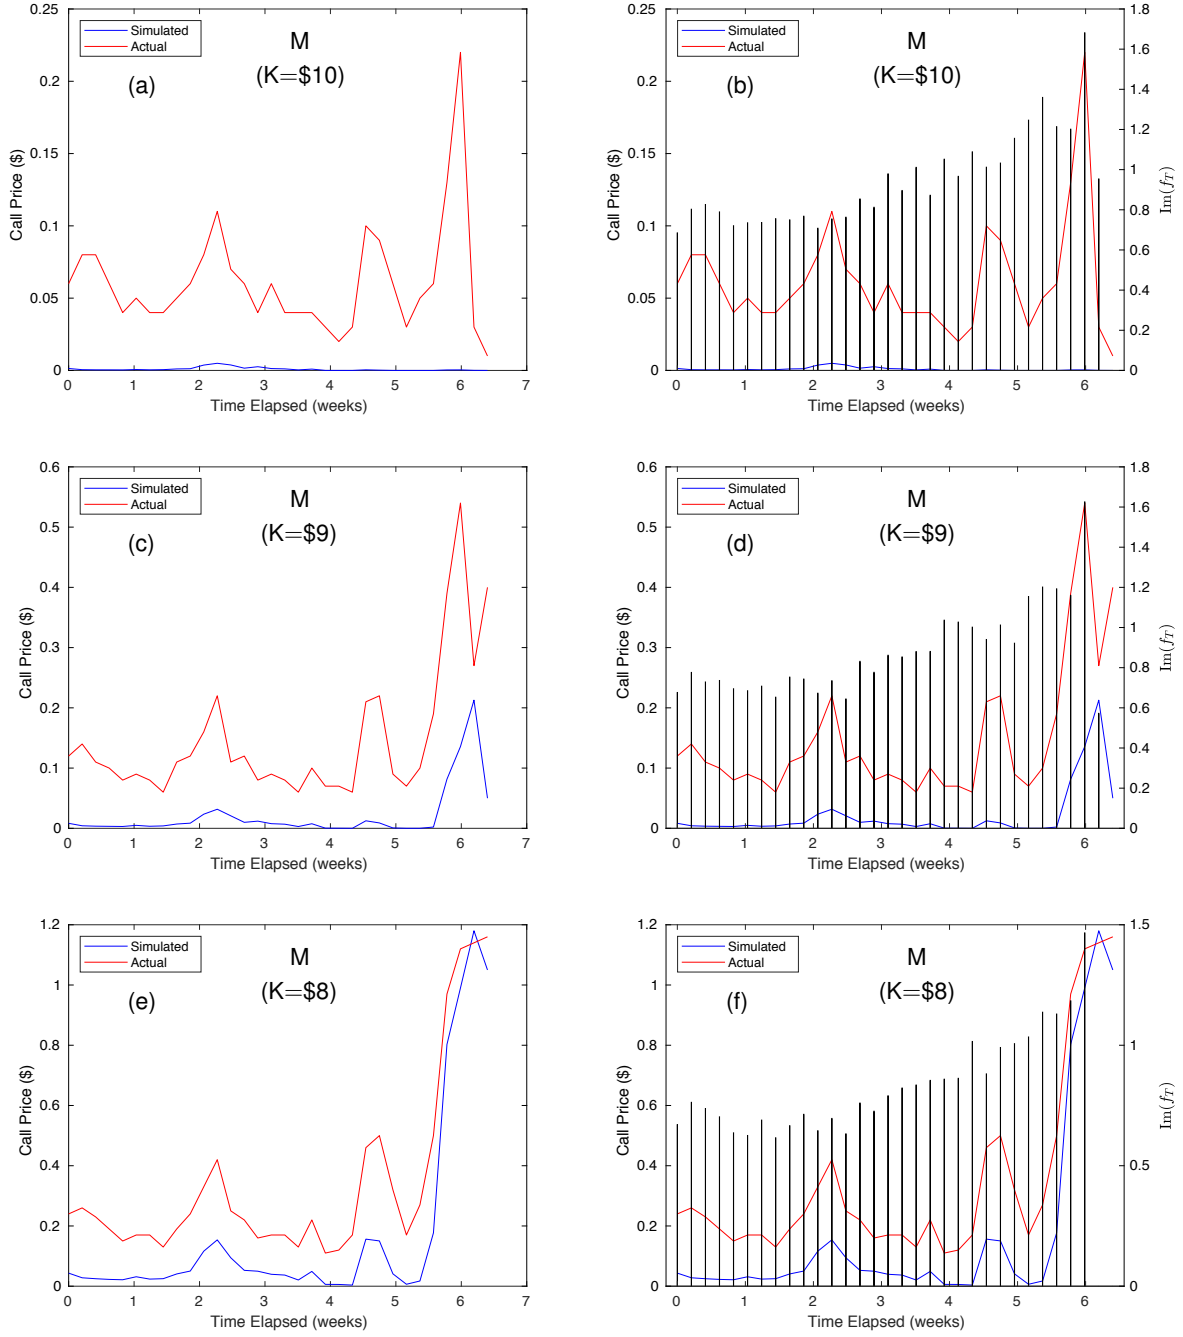 0.25
0.2
0.15
0.1
0.05
0
Call Price ($)
Simulated
Actual
M
(K=$10)
(a)
0 1 2 3 4 5 6 7
Time Elapsed (weeks)
0.25
0.2
0.15
0.1
0.05
0
Call Price ($)
Simulated
Actual
M
(K=$10)
(b)
1.8
1.6
1.4
1.2
1
0.8
0.6
0.4
0.2
0
Im(f_T)
0 1 2 3 4 5 6
Time Elapsed (weeks)
0.6
0.5
0.4
0.3
0.2
0.1
0
Call Price ($)
Simulated
Actual
M
(K=$9)
(c)
0 1 2 3 4 5 6 7
Time Elapsed (weeks)
0.6
0.5
0.4
0.3
0.2
0.1
0
Call Price ($)
Simulated
Actual
M
(K=$9)
(d)
1.8
1.6
1.4
1.2
1
0.8
0.6
0.4
0.2
0
Im(f_T)
0 1 2 3 4 5 6
Time Elapsed (weeks)
1.2
1
0.8
0.6
0.4
0.2
0
Call Price ($)
Simulated
Actual
M
(K=$8)
(e)
0 1 2 3 4 5 6 7
Time Elapsed (weeks)
1.2
1
0.8
0.6
0.4
0.2
0
Call Price ($)
Simulated
Actual
M
(K=$8)
(f)
1.5
1
0.5
0
Im(f_T)
0 1 2 3 4 5 6
Time Elapsed (weeks)